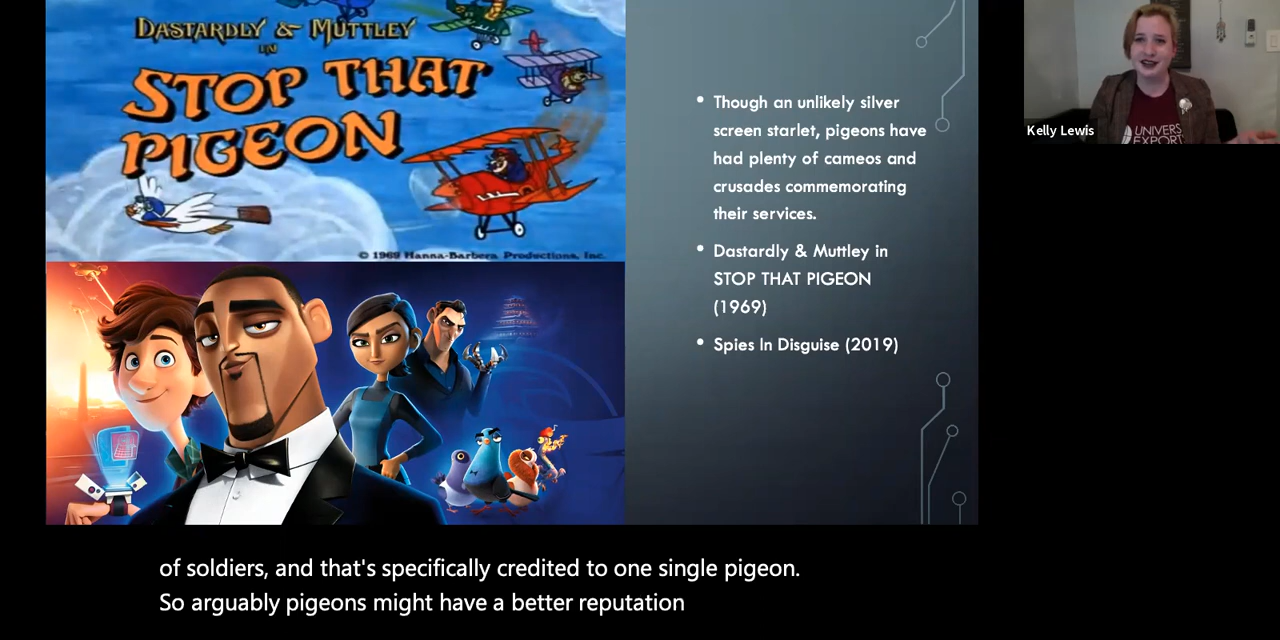 DASTARDLY & MUTTLEY
IN
STOP THAT
PIGEON
© 1969 Hanna-Barbera Productions, Inc.
• Though an unlikely silver
screen starlet, pigeons have
had plenty of cameos and
crusades commemorating
their services.
• Dastardly & Muttley in
STOP THAT PIGEON
(1969)
• Spies In Disguise (2019)
UNIVERS
EXPORT
Kelly Lewis
of soldiers, and that's specifically credited to one single pigeon.
So arguably pigeons might have a better reputation